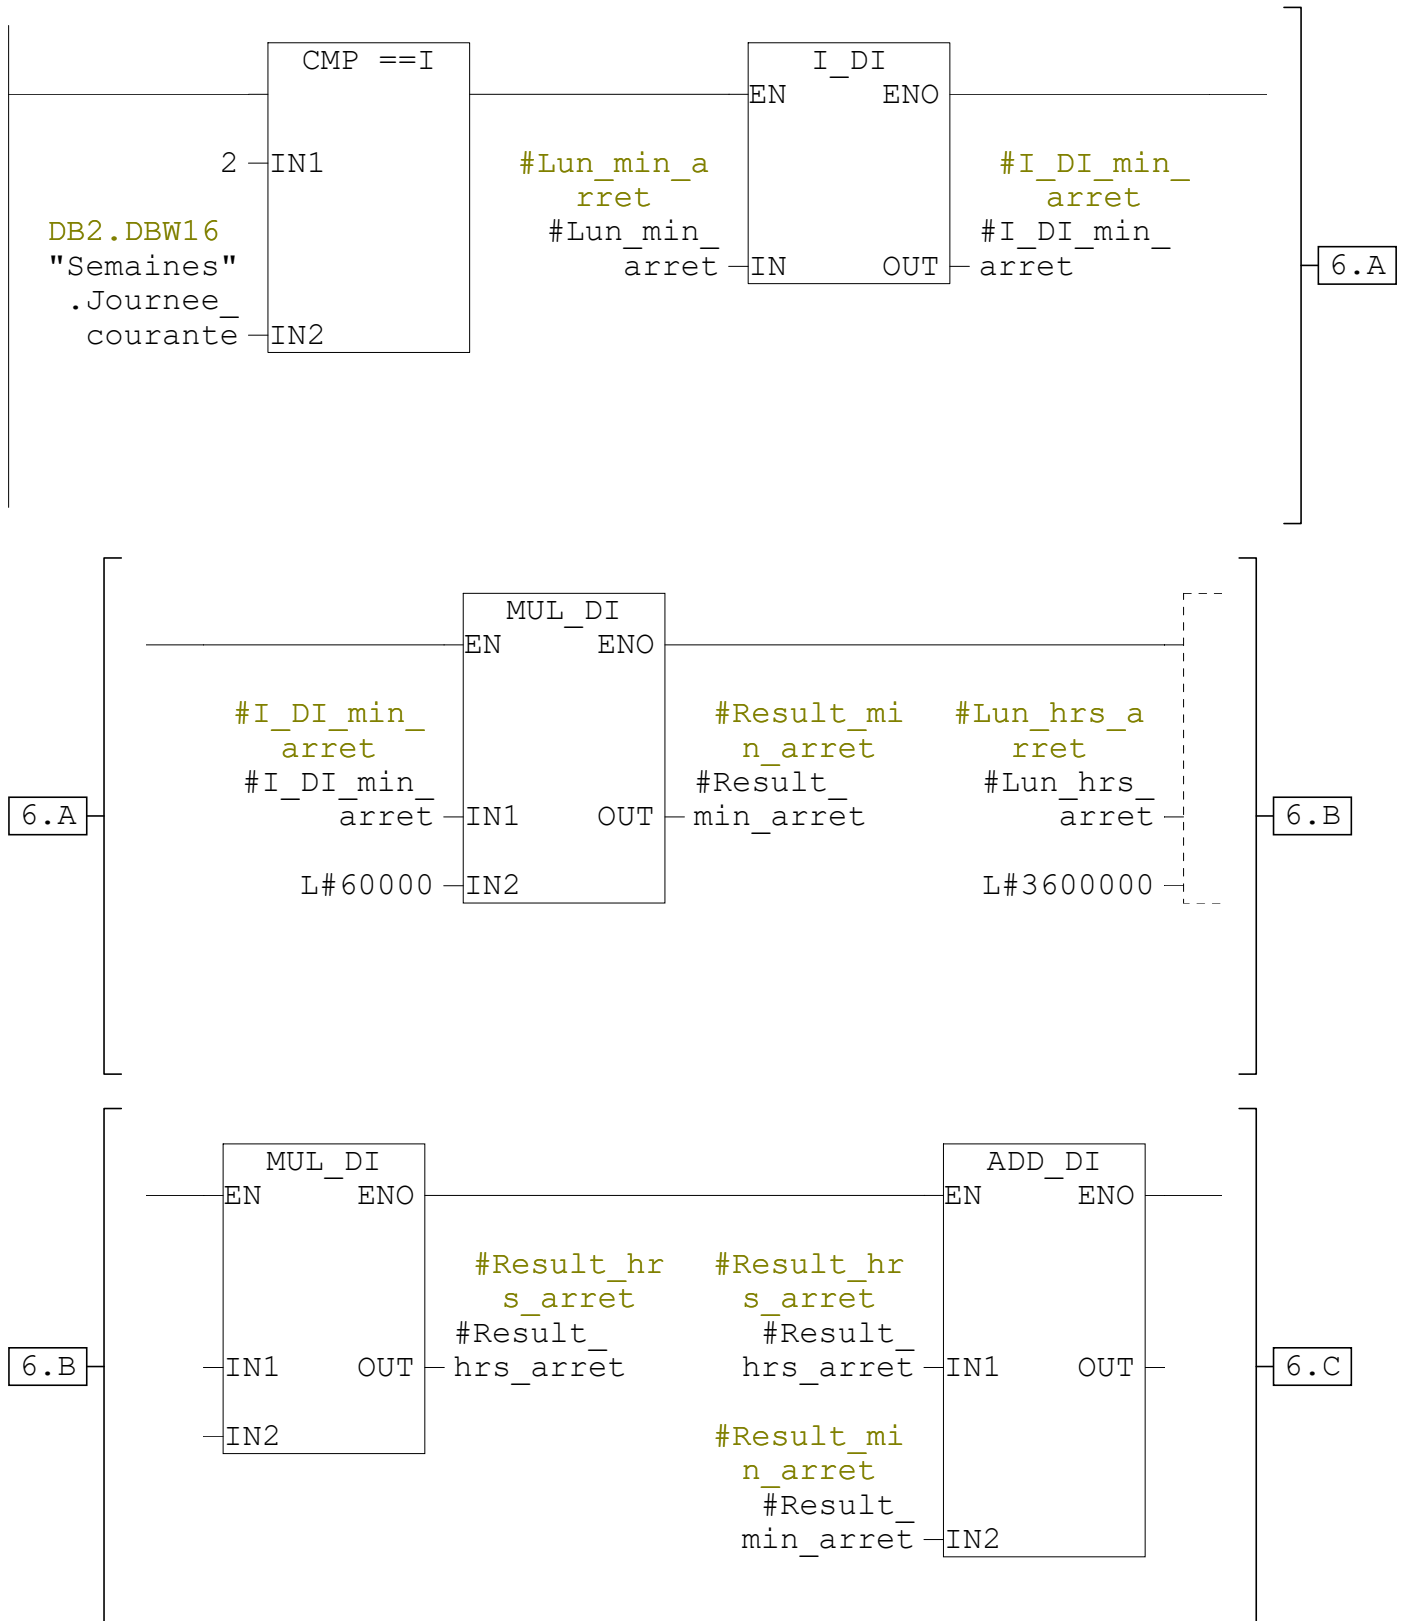 CMP ==I
I_DI
EN ENO
2 IN1
#Lun_min_a
rret
#Lun_min_
arret IN OUT
#I_DI_min_
arret
#I_DI_min_
arret
DB2.DBW16
"Semaines"
.Journee_
courante IN2
6.A
MUL_DI
EN ENO
#I_DI_min_
arret
#I_DI_min_
arret IN1 OUT
#Result_mi
n_arret
#Result_
min_arret
#Lun_hrs_a
rret
#Lun_hrs_
arret
6.A
6.B
L#60000 IN2
L#3600000
MUL_DI
EN ENO
ADD_DI
EN ENO
#Result_hr
s_arret
#Result_
hrs_arret
#Result_hr
s_arret
#Result_
hrs_arret IN1 OUT
6.B
IN1 OUT
6.C
IN2
#Result_mi
n_arret
#Result_
min_arret IN2